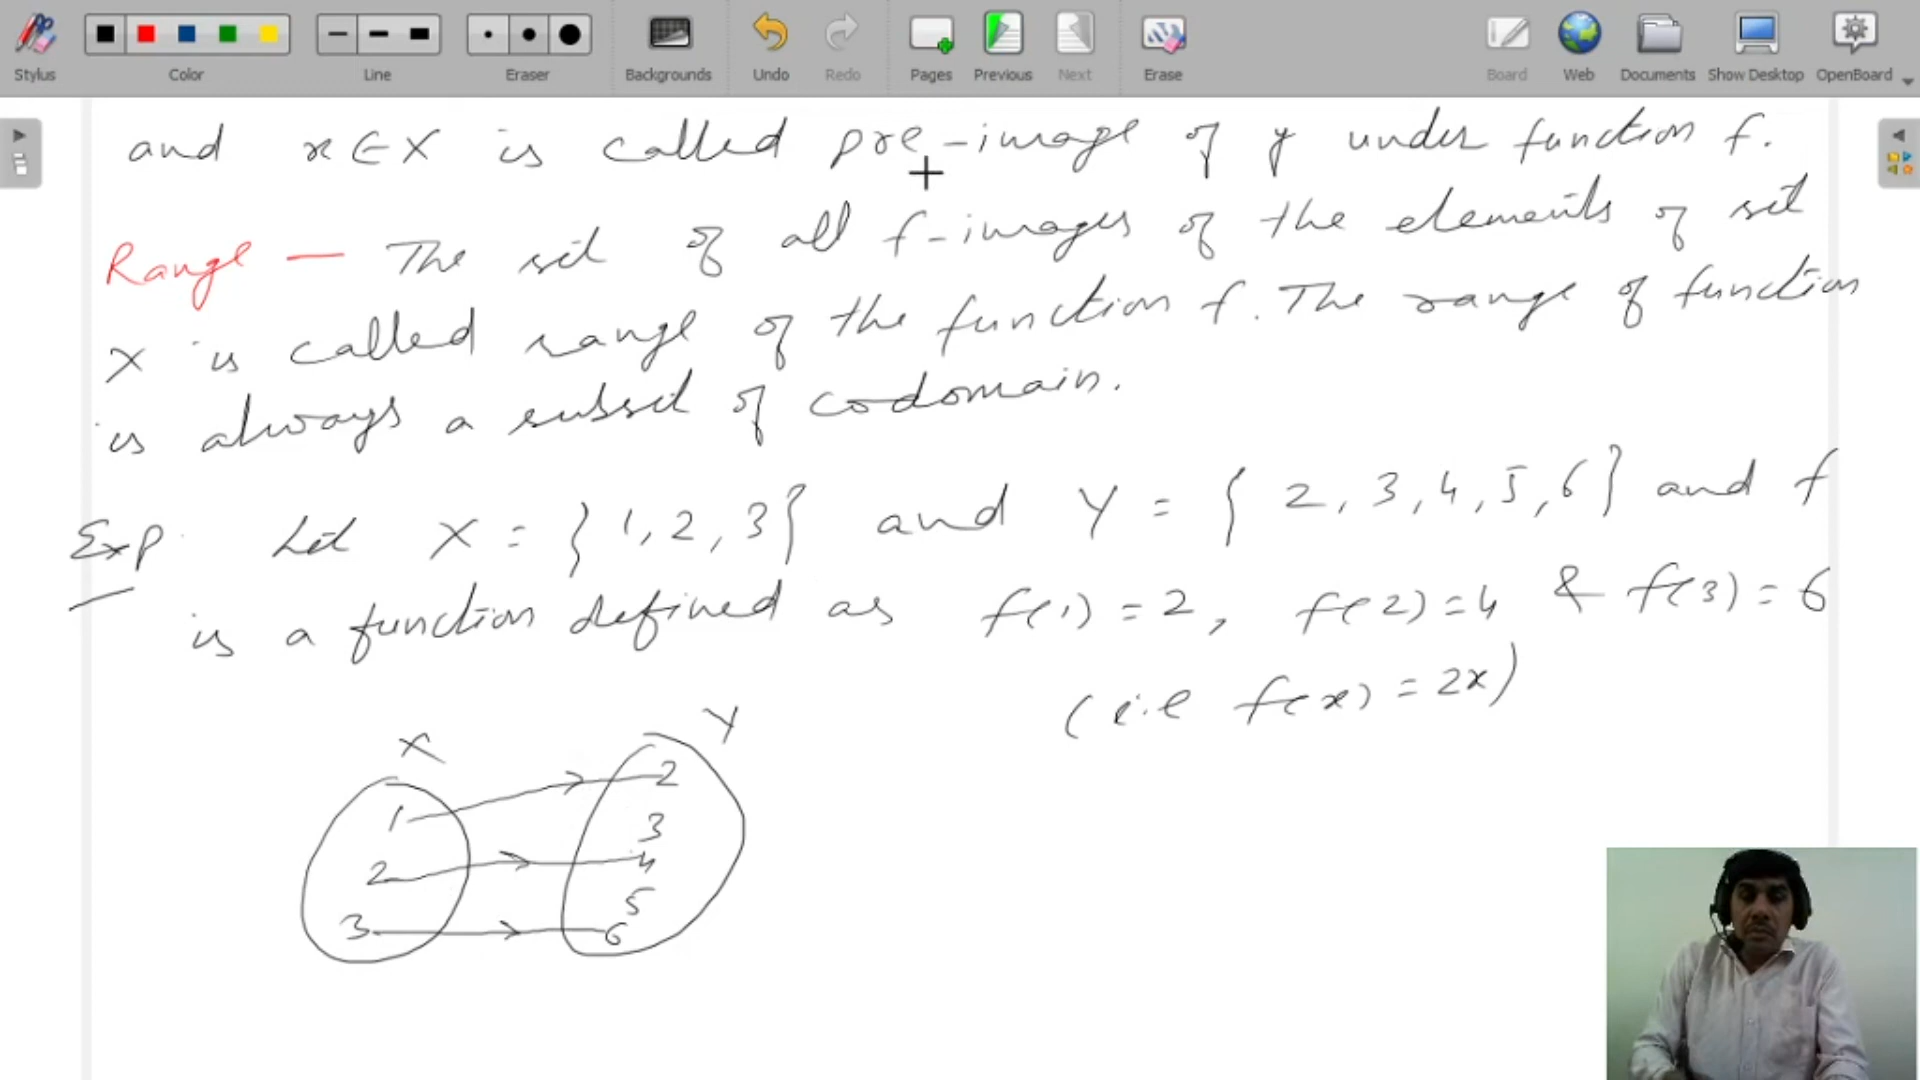 Stylus Color Line Eraser Backgrounds Undo Redo Pages Previous Next Erase Board Web Documents Show Desktop OpenBoard
and x ∈ X is called pre-image of y under function f.
Range — The set of all f-images of the elements of set
X is called range of the function f. The range of function
is always a subset of codomain.
Exp. Let X = {1, 2, 3} and Y = {2, 3, 4, 5, 6} and f
is a function defined as f(1) = 2, f(2) = 4 & f(3) = 6
(i.e f(x) = 2x)
X Y
1 2
3
2 4
5
3 6